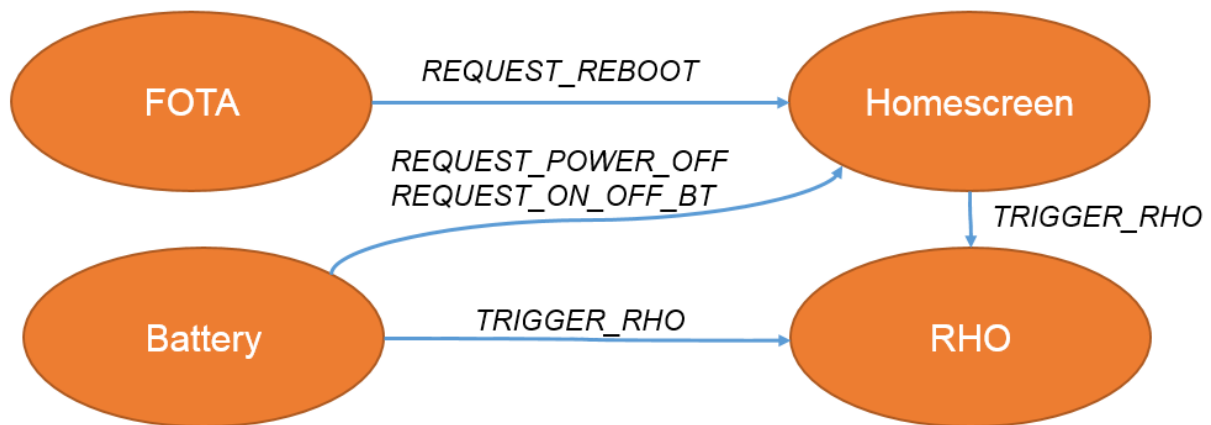 FOTA
REQUEST_REBOOT
Homescreen
REQUEST_POWER_OFF
REQUEST_ON_OFF_BT
TRIGGER_RHO
Battery
TRIGGER_RHO
RHO